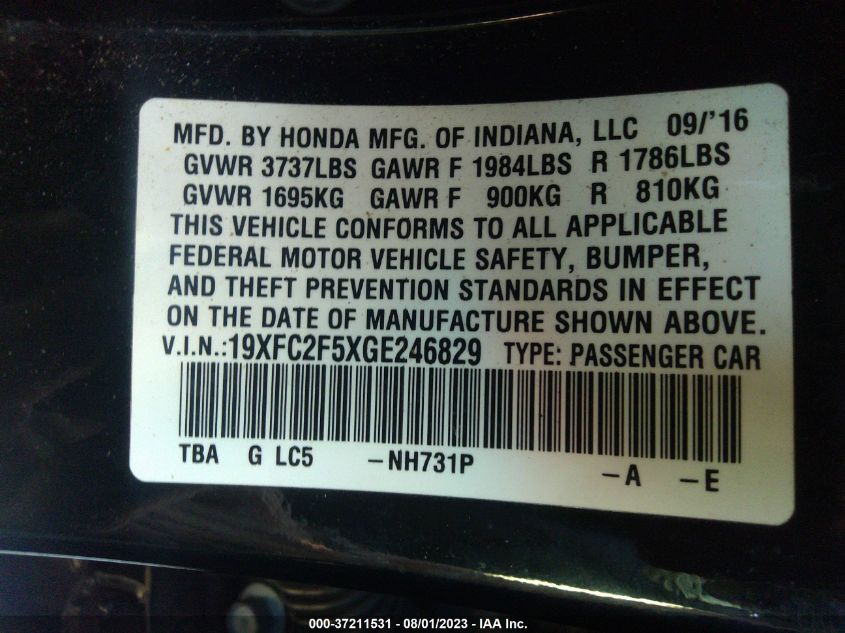 MFD. BY HONDA MFG. OF INDIANA, LLC 09/'16
GVWR 3737LBS GAWR F 1984LBS R 1786LBS
GVWR 1695KG GAWR F 900KG R 810KG
THIS VEHICLE CONFORMS TO ALL APPLICABLE
FEDERAL MOTOR VEHICLE SAFETY, BUMPER,
AND THEFT PREVENTION STANDARDS IN EFFECT
ON THE DATE OF MANUFACTURE SHOWN ABOVE.
V.I.N.:19XFC2F5XGE246829 TYPE: PASSENGER CAR
TBA G LC5 -NH731P -A -E
000-37211531 - 08/01/2023 - IAA Inc.